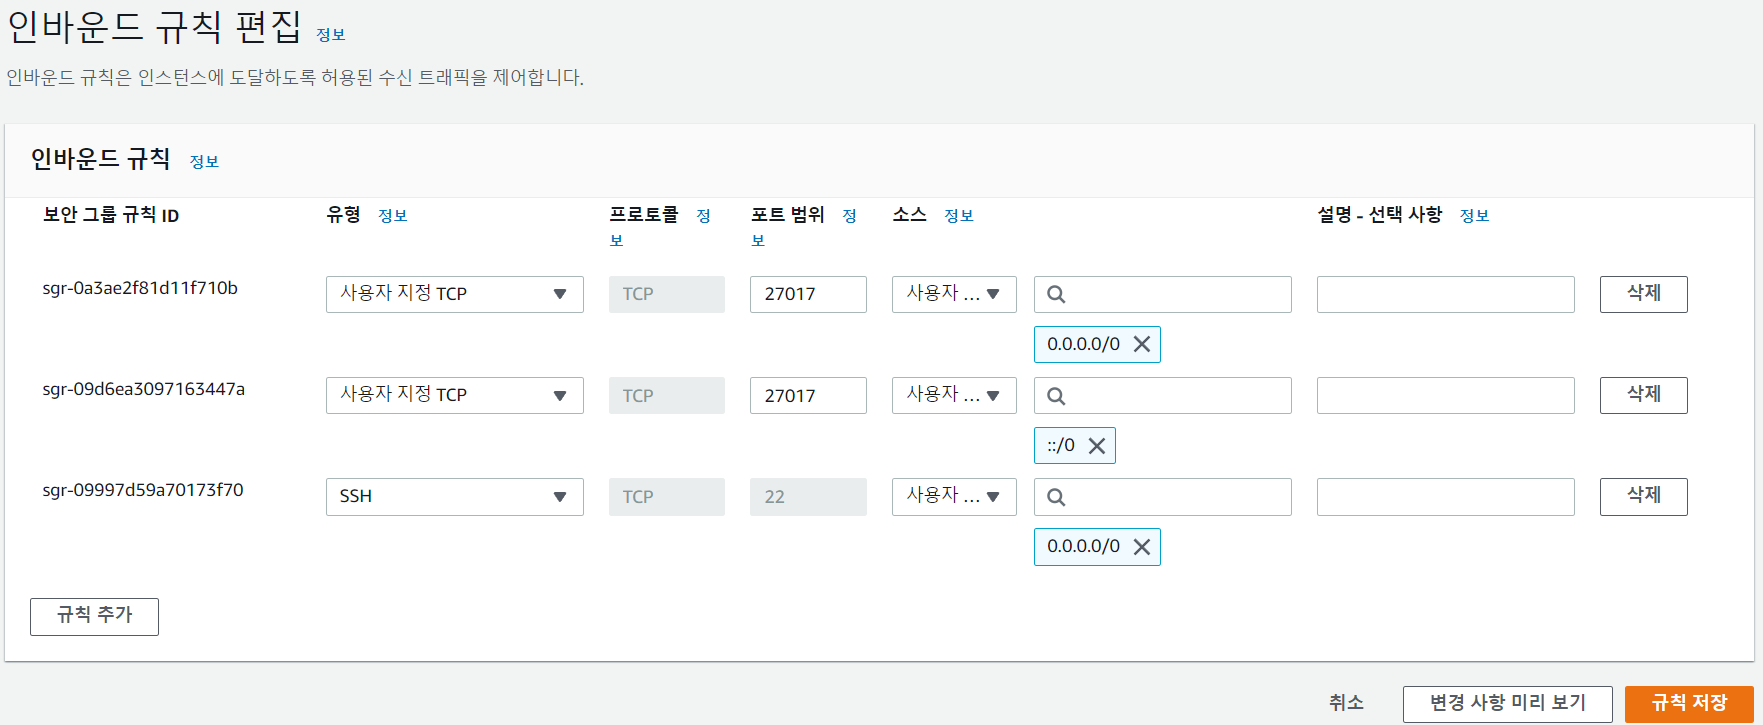 인바운드 규칙 편집 정보
인바운드 규칙은 인스턴스에 도달하도록 허용된 수신 트래픽을 제어합니다.
인바운드 규칙 정보
보안 그룹 규칙 ID 유형 정보 프로토콜 정보 포트 범위 정보 소스 정보 설명 - 선택 사항 정보
sgr-0a3ae2f81d11f710b 사용자 지정 TCP TCP 27017 사용자 ... 삭제
0.0.0.0/0
sgr-09d6ea3097163447a 사용자 지정 TCP TCP 27017 사용자 ... 삭제
::/0
sgr-09997d59a70173f70 SSH TCP 22 사용자 ... 삭제
0.0.0.0/0
규칙 추가
취소 변경 사항 미리 보기 규칙 저장